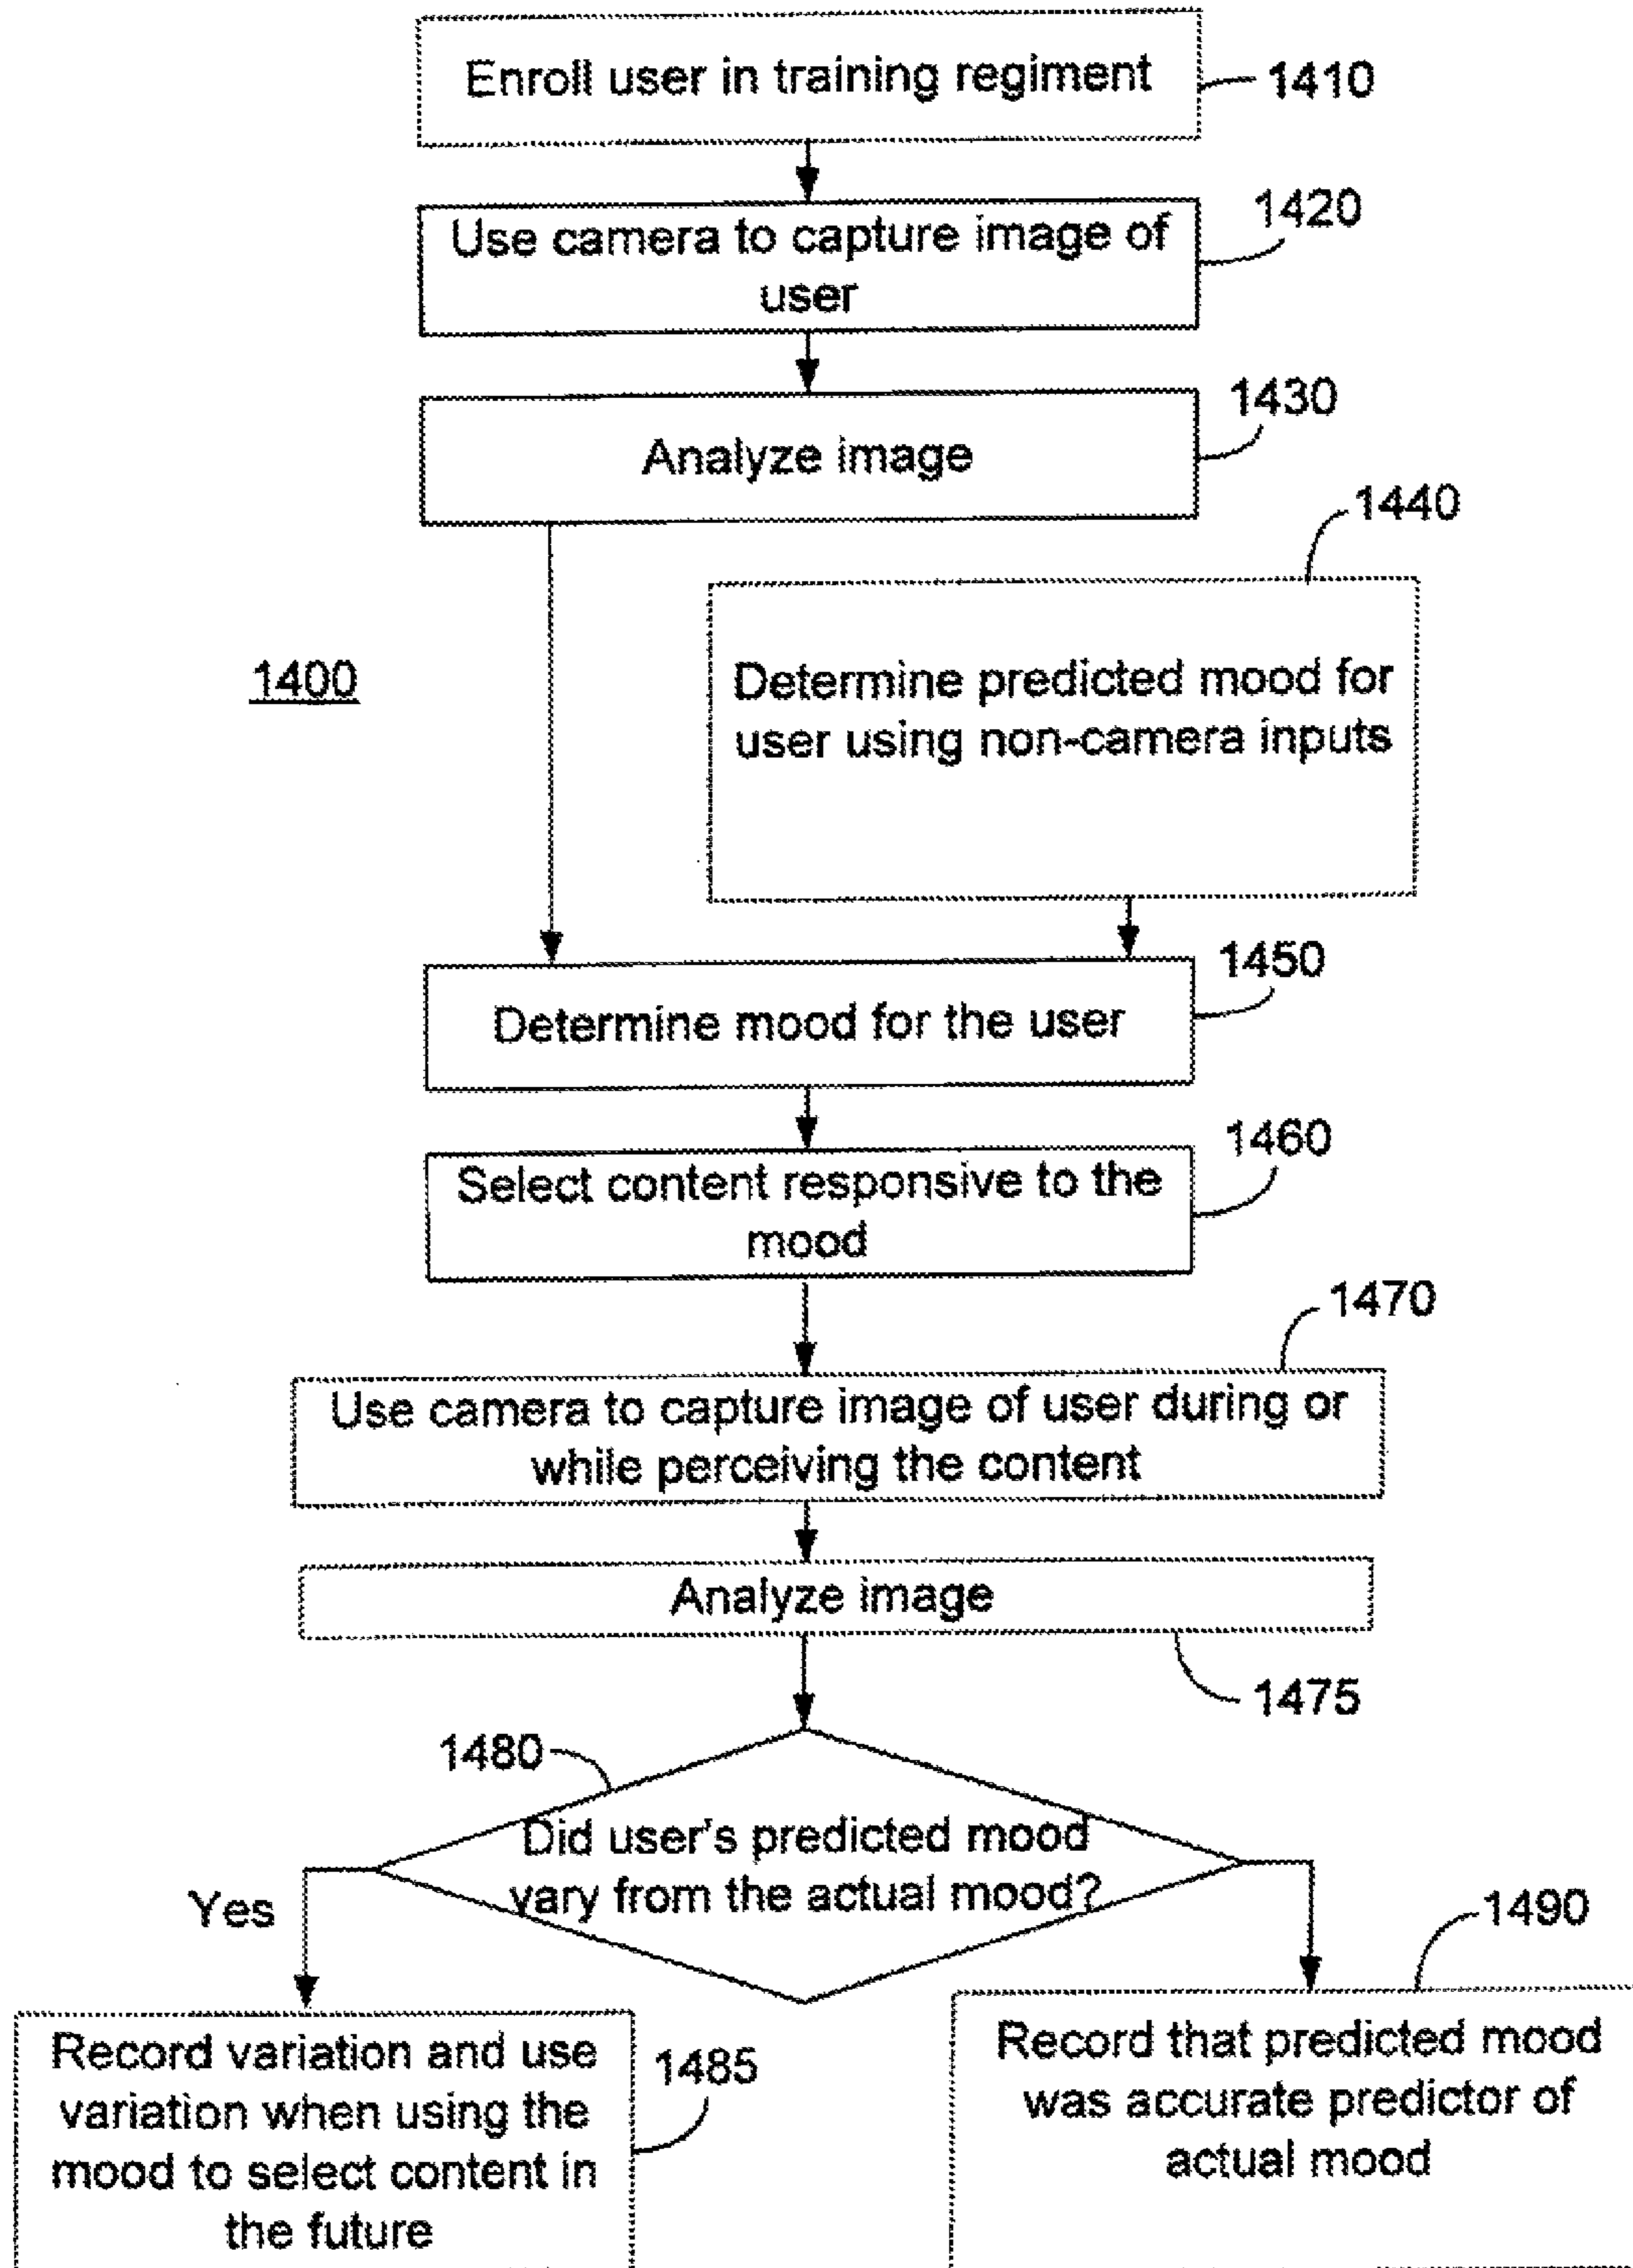 Enroll user in training regiment
1410
Use camera to capture image of
user
1420
Analyze image
1430
1440
Determine predicted mood for
user using non-camera inputs
1400
Determine mood for the user
1450
Select content responsive to the
mood
1460
1470
Use camera to capture image of user during or
while perceiving the content
Analyze image
1475
1480
Did user's predicted mood
vary from the actual mood?
Yes
1490
Record variation and use
variation when using the
mood to select content in
the future
1485
Record that predicted mood
was accurate predictor of
actual mood